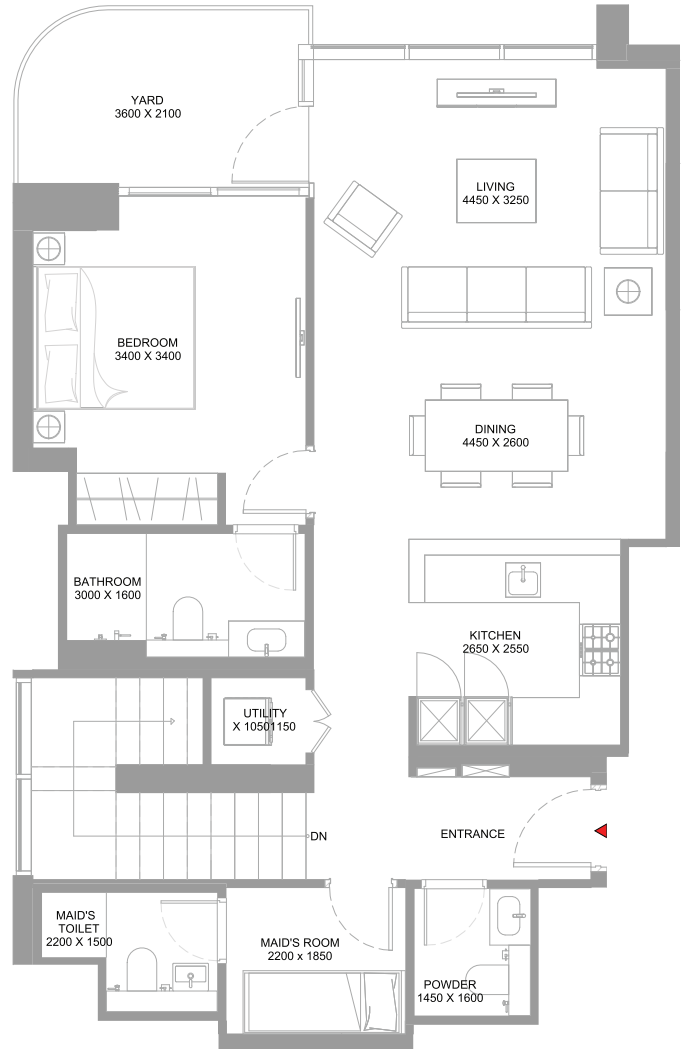 YARD
3600 X 2100
LIVING
4450 X 3250
BEDROOM
3400 X 3400
DINING
4450 X 2600
BATHROOM
3000 X 1600
KITCHEN
2650 X 2550
UTILITY
X 10501150
DN
ENTRANCE
MAID'S
TOILET
2200 X 1500
MAID'S ROOM
2200 x 1850
POWDER
1450 X 1600